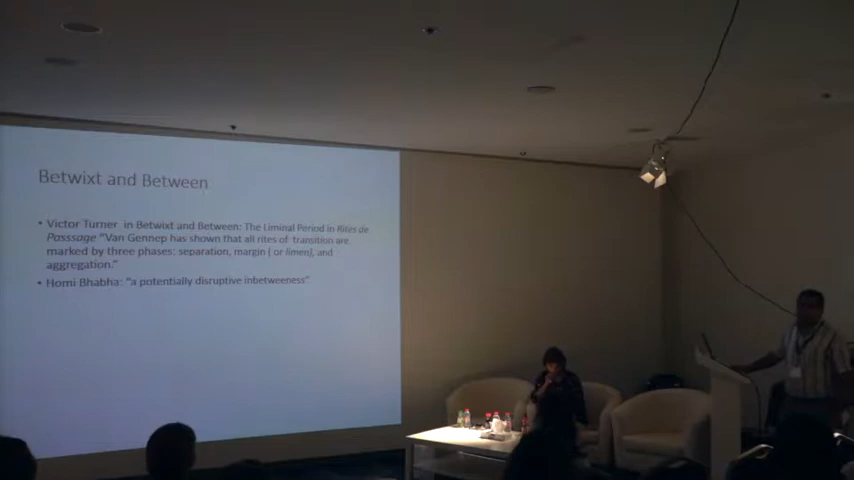 Betwixt and Between
• Victor Turner in Betwixt and Between: The Liminal Period in Rites de
Passsage "Van Gennep has shown that all rites of transition are
marked by three phases: separation, margin ( or limen), and
aggregation."
• Homi Bhabha: "a potentially disruptive inbetweeness"